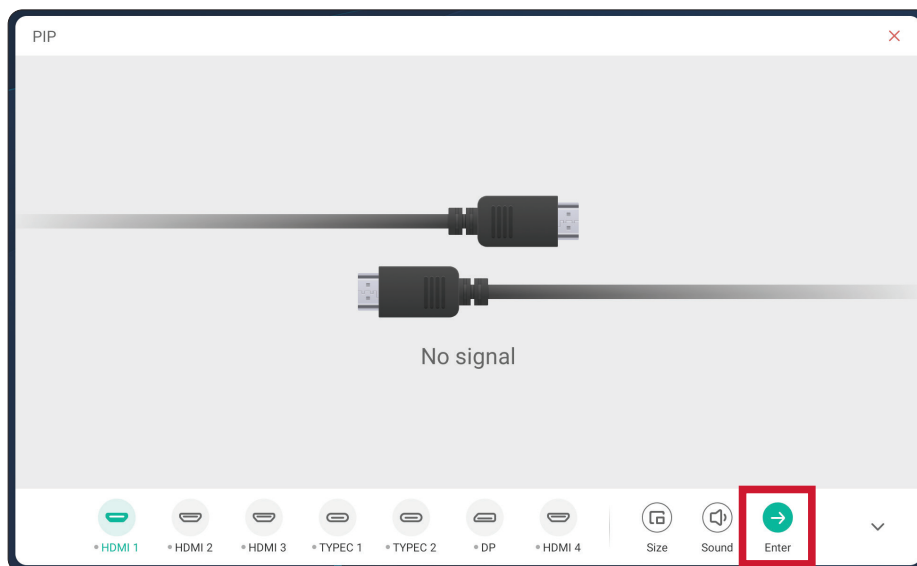 PIP
No signal
HDMI 1 HDMI 2 HDMI 3 TYPEC 1 TYPEC 2 DP HDMI 4 Size Sound Enter